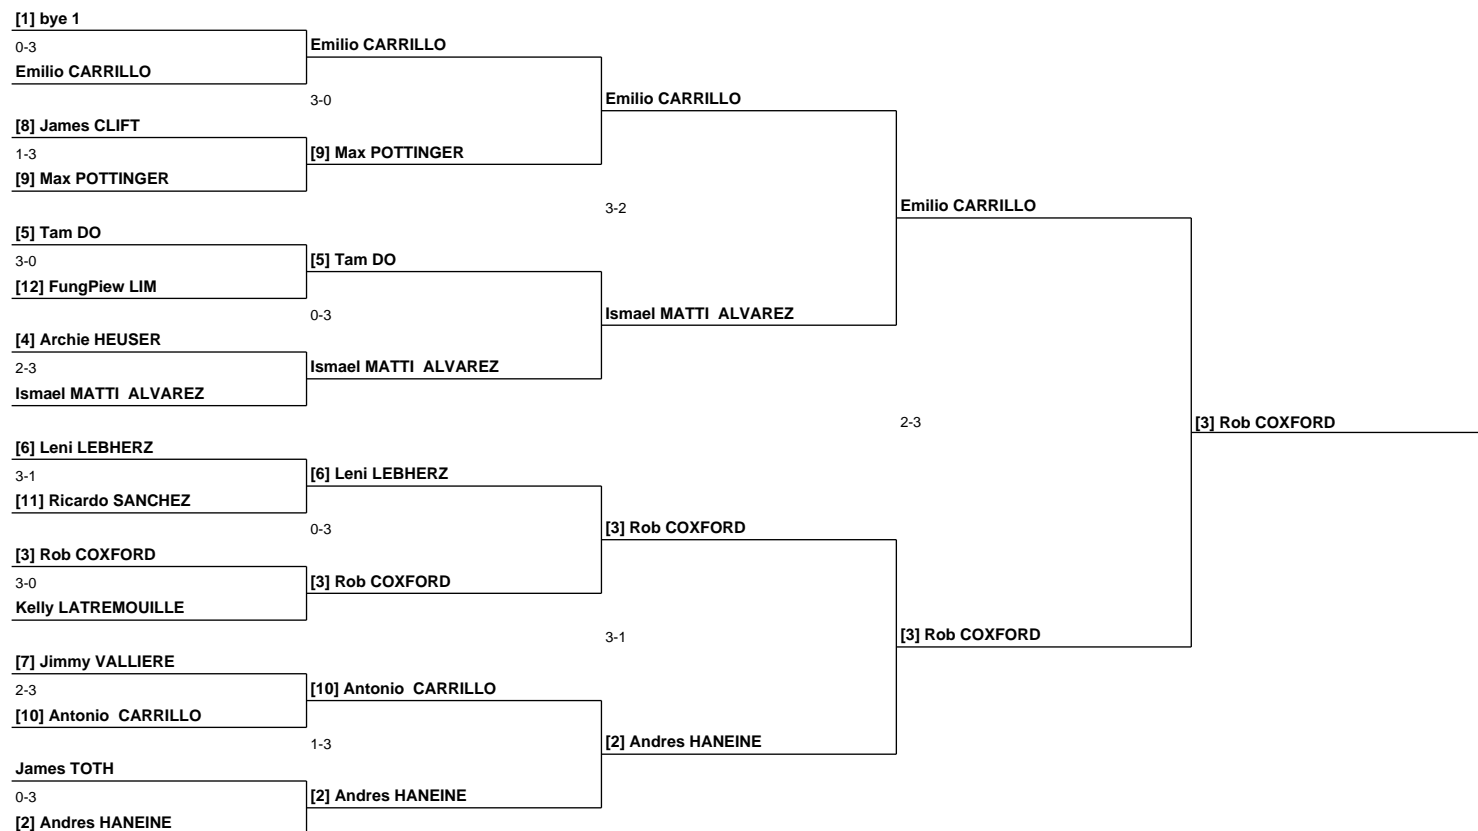 [1] bye 1
0-3
Emilio CARRILLO
[8] James CLIFT
1-3
[9] Max POTTINGER
[5] Tam DO
3-0
[12] FungPiew LIM
[4] Archie HEUSER
2-3
Ismael MATTI  ALVAREZ
[6] Leni LEBHERZ
3-1
[11] Ricardo SANCHEZ
[3] Rob COXFORD
3-0
Kelly LATREMOUILLE
[7] Jimmy VALLIERE
2-3
[10] Antonio  CARRILLO
James TOTH
0-3
[2] Andres HANEINE
Emilio CARRILLO
3-0
[9] Max POTTINGER
[5] Tam DO
0-3
Ismael MATTI  ALVAREZ
[6] Leni LEBHERZ
0-3
[3] Rob COXFORD
[10] Antonio  CARRILLO
1-3
[2] Andres HANEINE
Emilio CARRILLO
3-2
Ismael MATTI  ALVAREZ
[3] Rob COXFORD
3-1
[2] Andres HANEINE
Emilio CARRILLO
2-3
[3] Rob COXFORD
[3] Rob COXFORD